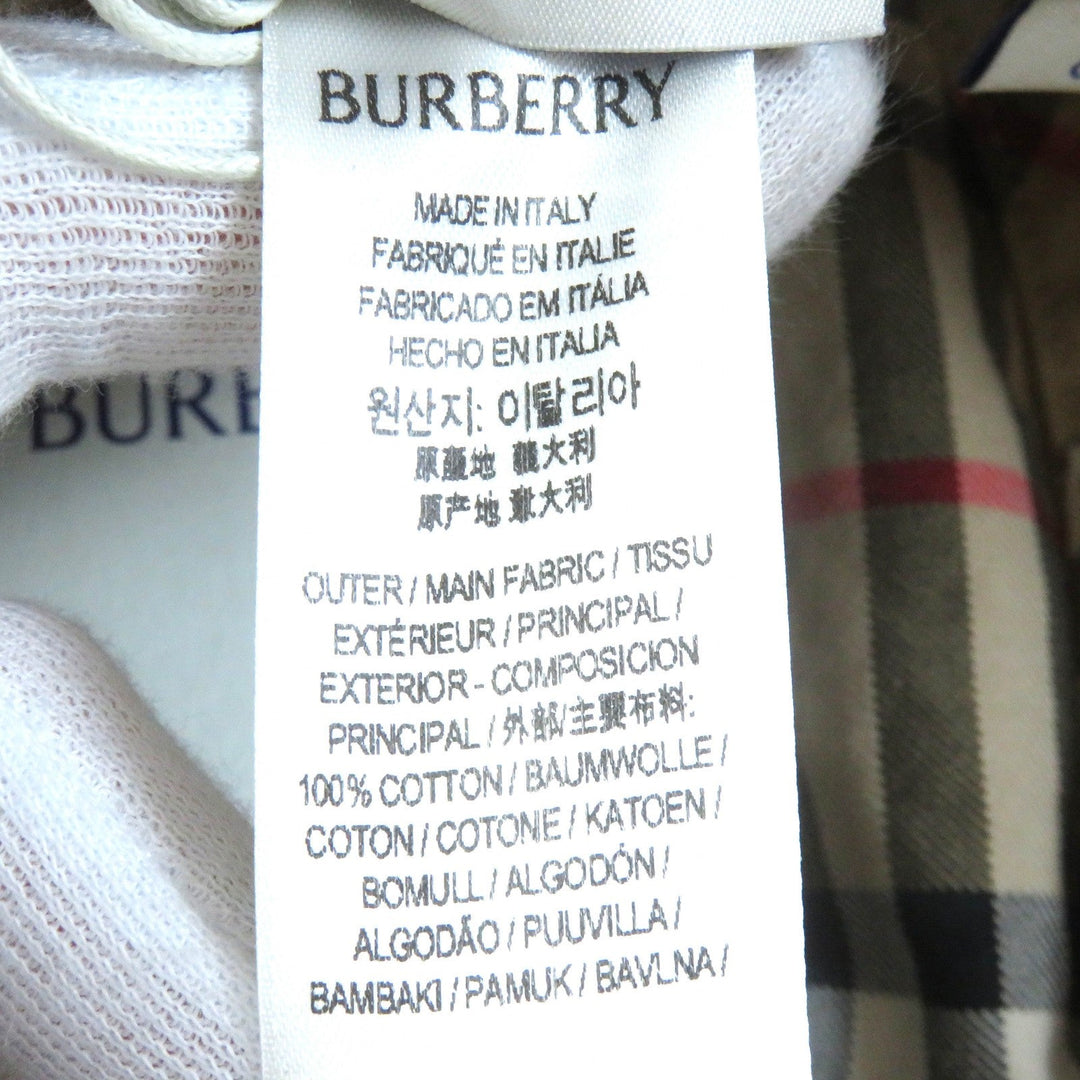 BURBERRY
MADE IN ITALY
FABRIQUÉ EN ITALIE
FABRICADO EM ITÁLIA
HECHO EN ITALIA
원산지: 이탈리아
原產地 義大利
原产地 意大利
OUTER / MAIN FABRIC / TISSU
EXTÉRIEUR / PRINCIPAL /
EXTERIOR - COMPOSICION
PRINCIPAL / 外部/主要布料:
100% COTTON / BAUMWOLLE /
COTON / COTONE / KATOEN /
BOMULL / ALGODÓN /
ALGODÃO / PUUVILLA /
BAMBAKI / PAMUK / BAVLNA /
BURB